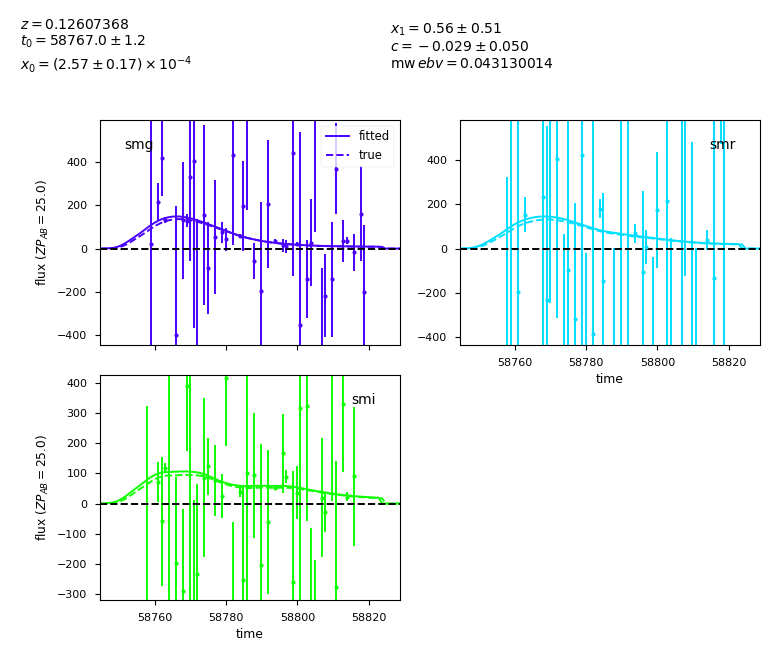 z = 0.12607368
t₀ = 58767.0 ± 1.2
x₀ = (2.57 ± 0.17) × 10⁻⁴
x₁ = 0.56 ± 0.51
c = −0.029 ± 0.050
mw ebv = 0.043130014
smg
fitted
true
400
200
0
−200
−400
flux (ZP_AB = 25.0)
smr
400
200
0
−200
−400
58760 58780 58800 58820
time
smi
400
300
200
100
0
−100
−200
−300
flux (ZP_AB = 25.0)
58760 58780 58800 58820
time